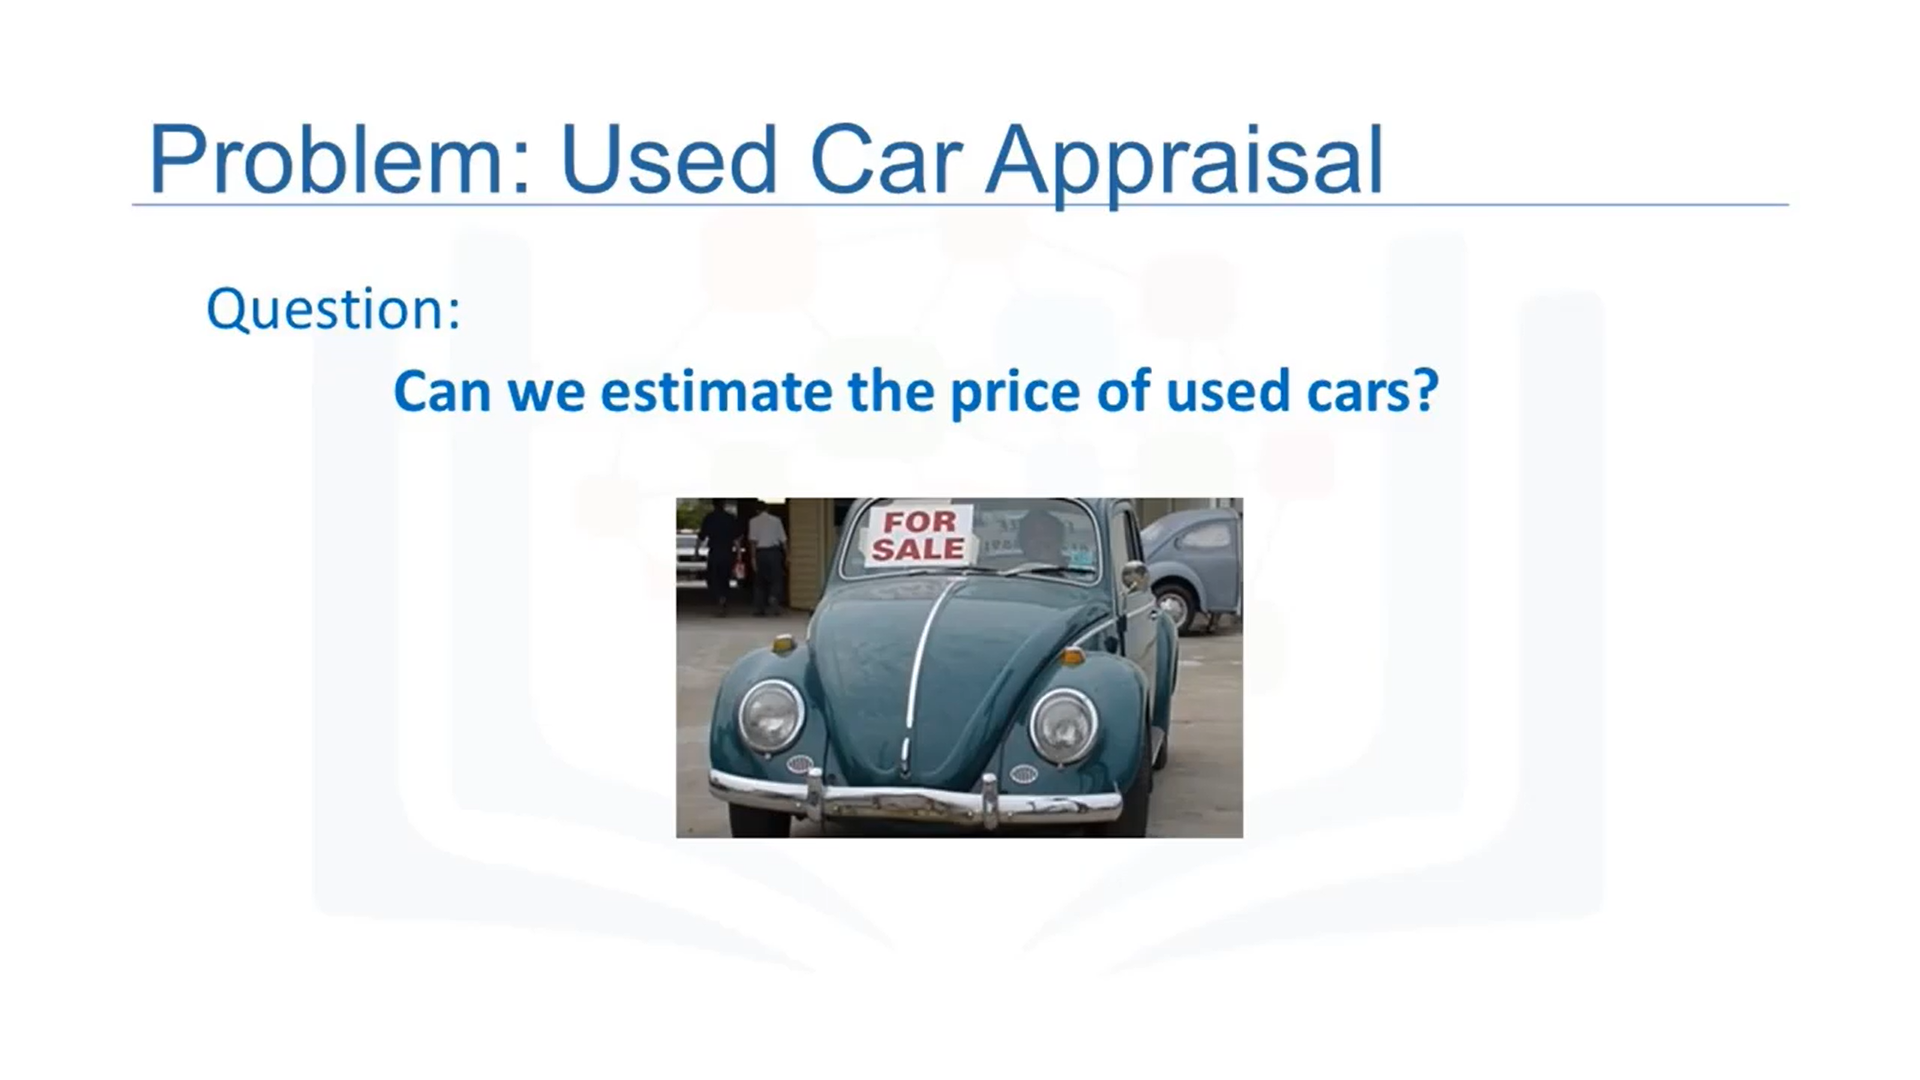 Problem: Used Car Appraisal
Question:
Can we estimate the price of used cars?
FOR
SALE